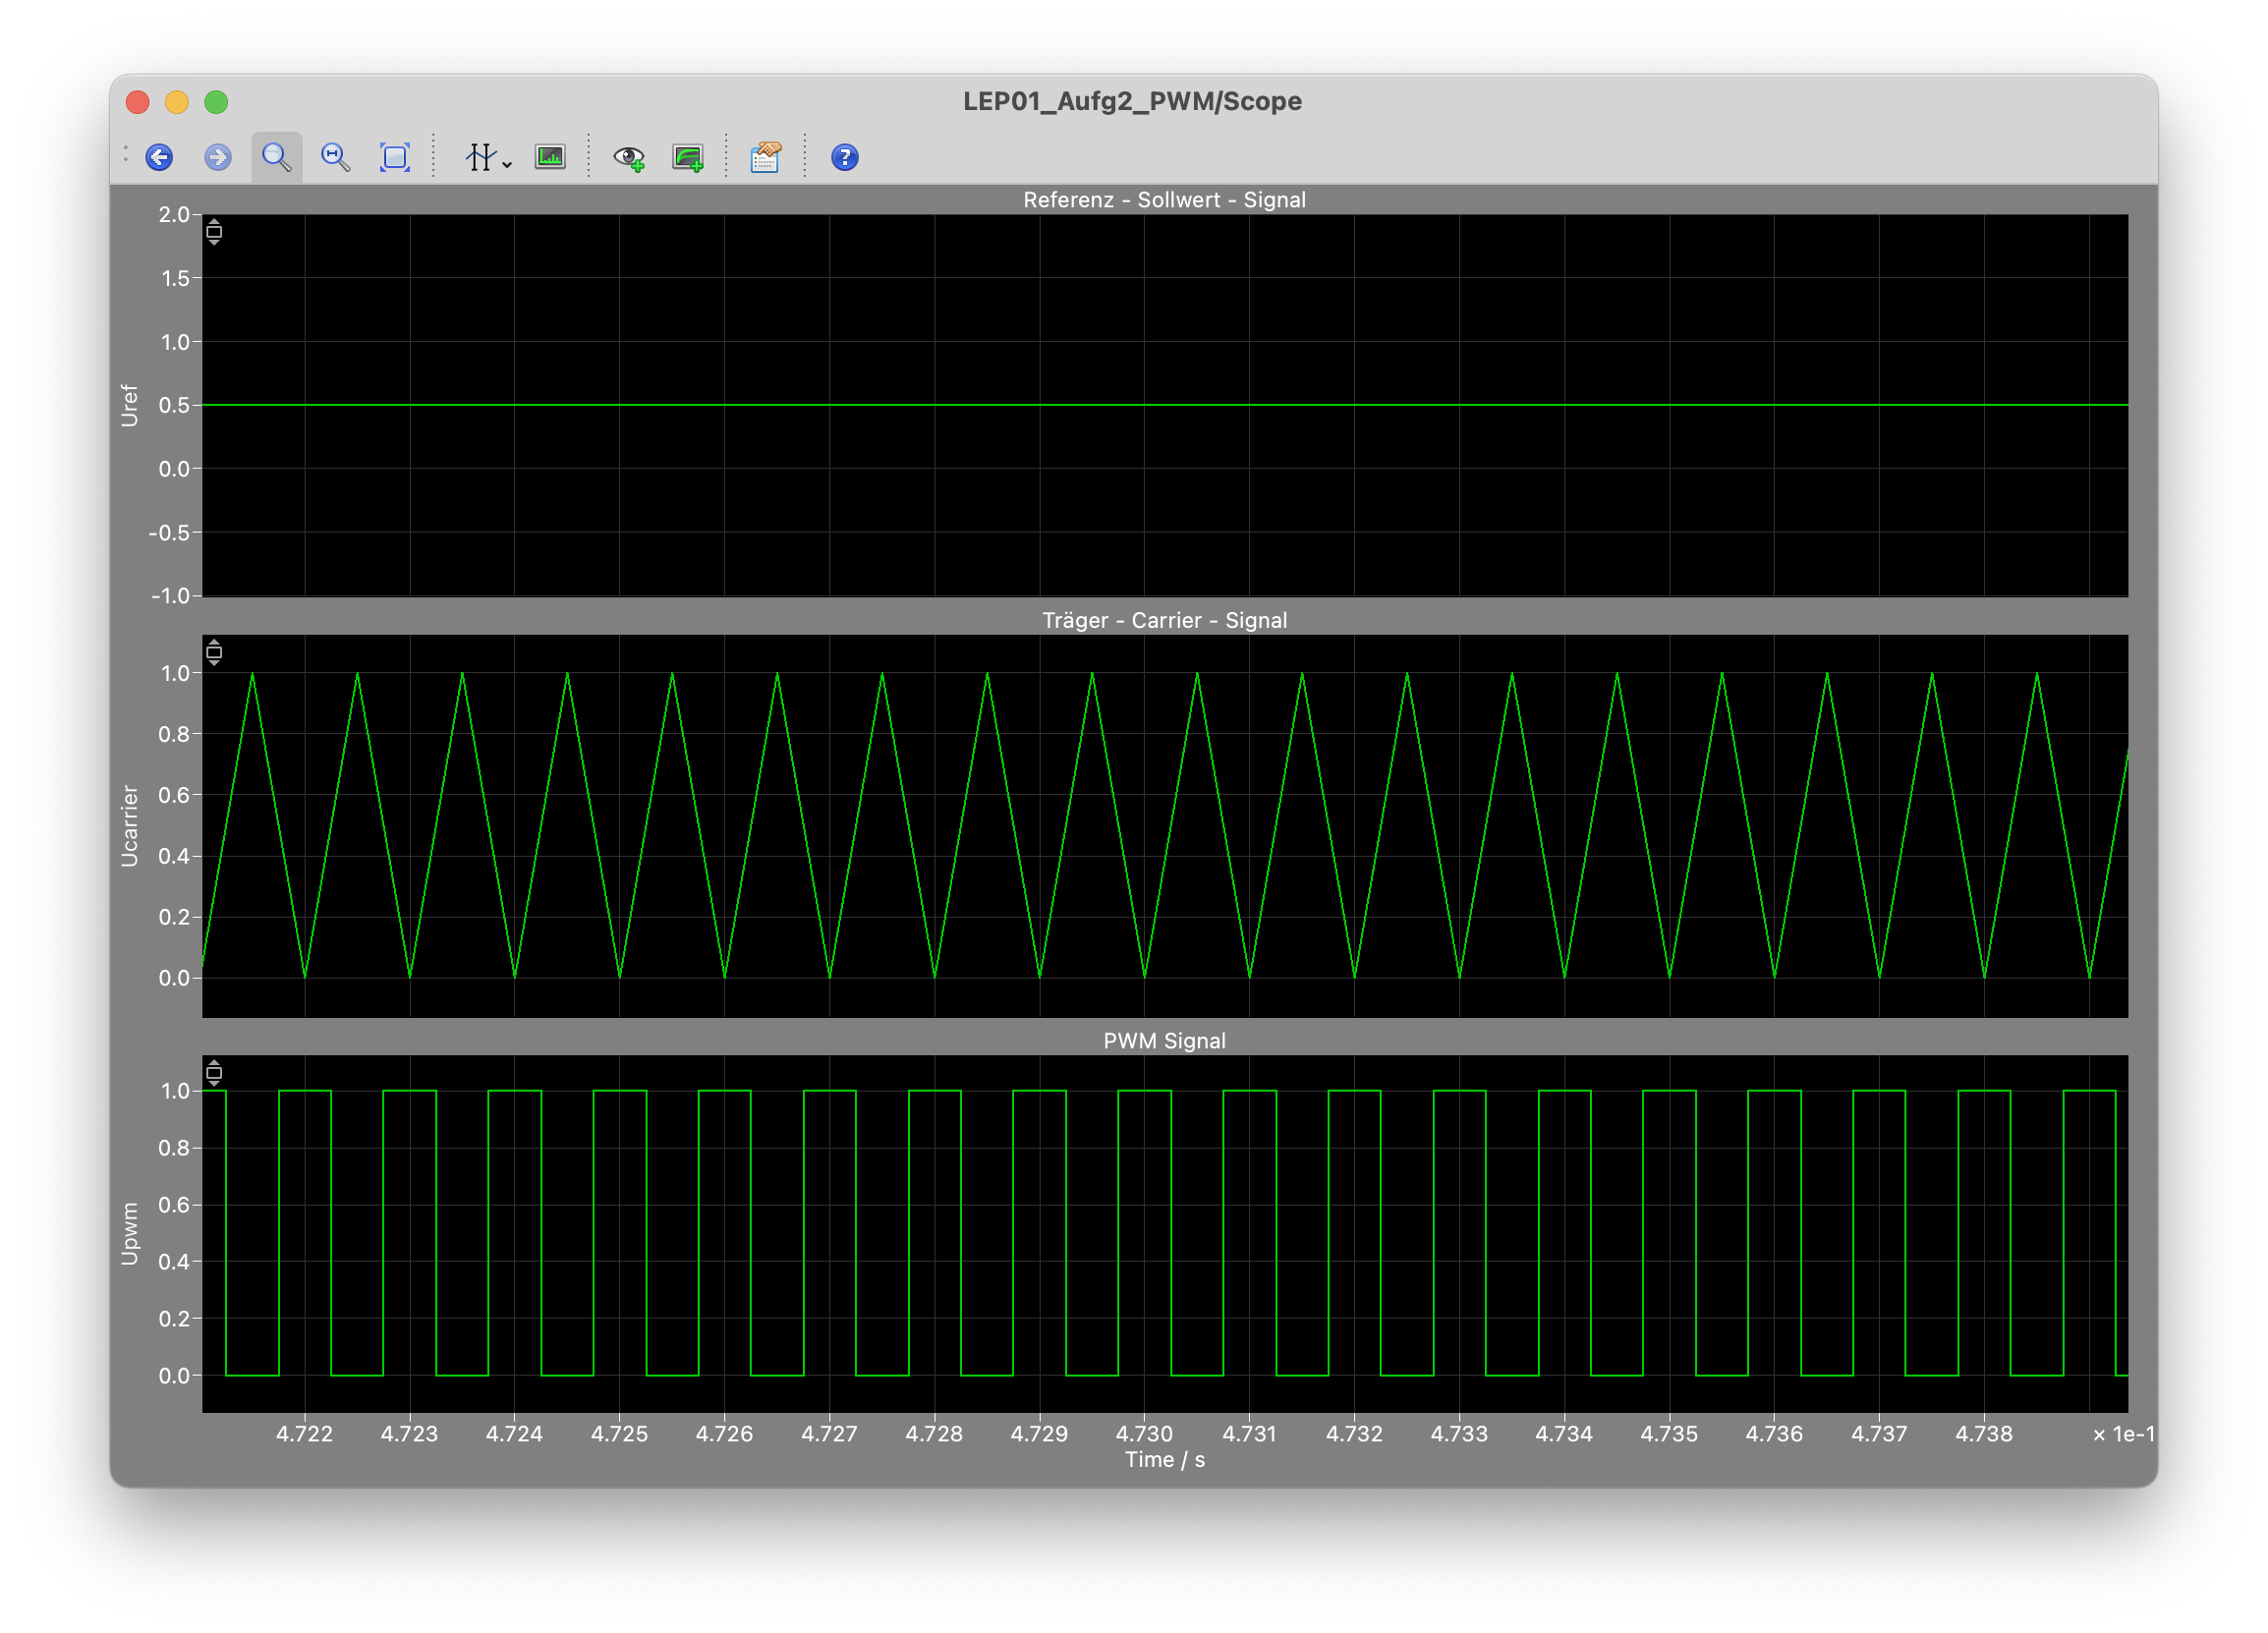 LEP01_Aufg2_PWM/Scope
Referenz - Sollwert - Signal
2.0
1.5
1.0
0.5
0.0
-0.5
-1.0
Uref
Träger - Carrier - Signal
1.0
0.8
0.6
0.4
0.2
0.0
Ucarrier
PWM Signal
1.0
0.8
0.6
0.4
0.2
0.0
Upwm
4.722 4.723 4.724 4.725 4.726 4.727 4.728 4.729 4.730 4.731 4.732 4.733 4.734 4.735 4.736 4.737 4.738 × 1e-1
Time / s